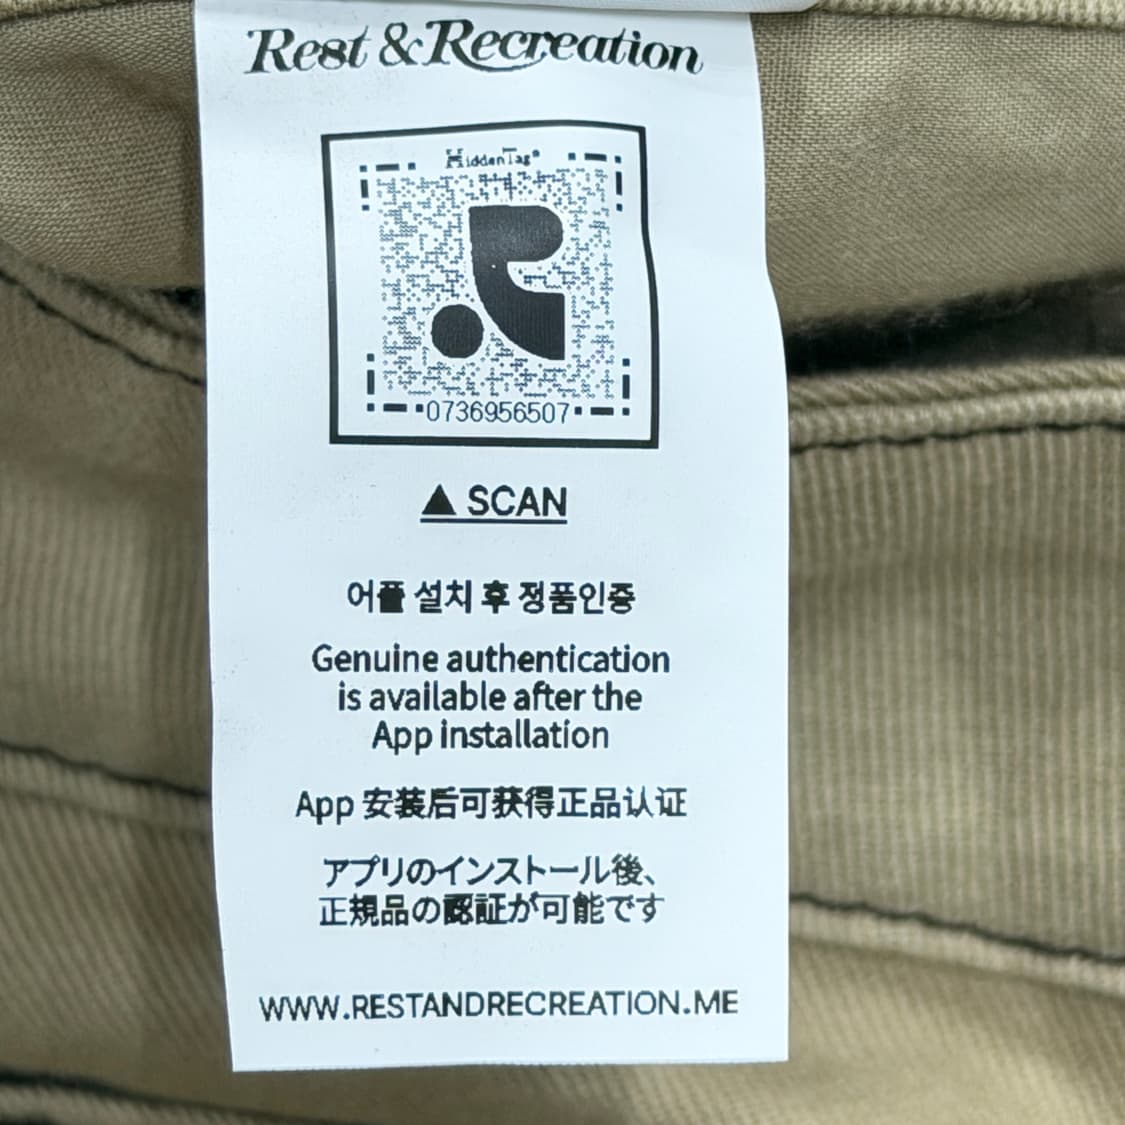 Rest & Recreation
HiddenTag®
0736956507
▲ SCAN
어플 설치 후 정품인증
Genuine authentication
is available after the
App installation
App 安装后可获得正品认证
アプリのインストール後、
正規品の認証が可能です
WWW.RESTANDRECREATION.ME